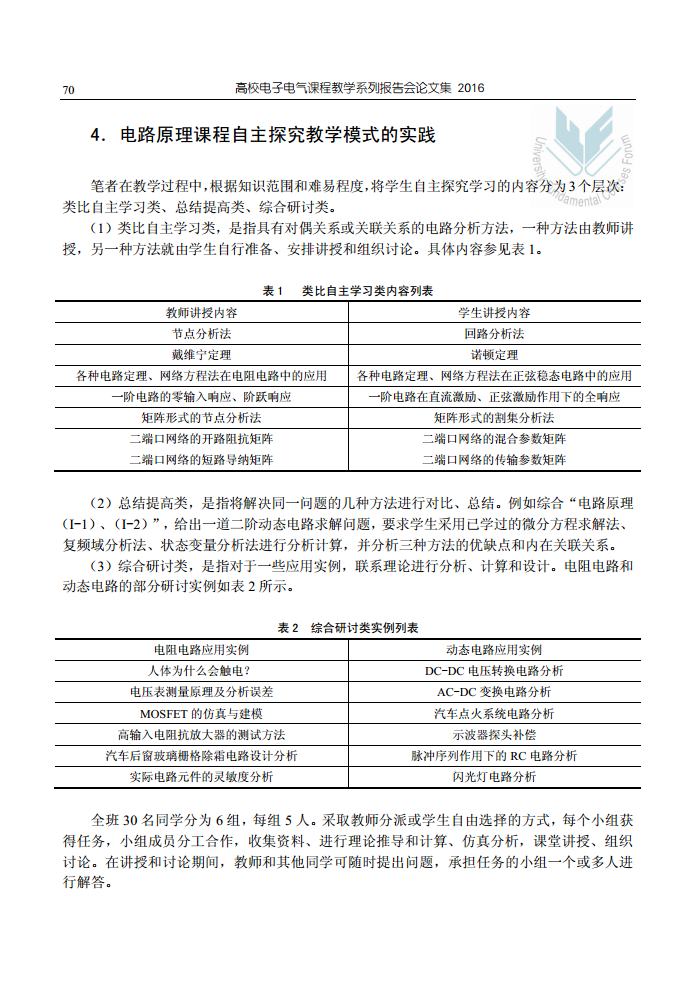 70
高校电子电气课程教学系列报告会论文集 2016
4．电路原理课程自主探究教学模式的实践
University Fundamental Courses Forum
笔者在教学过程中，根据知识范围和难易程度，将学生自主探究学习的内容分为 3 个层次：
类比自主学习类、总结提高类、综合研讨类。
（1）类比自主学习类，是指具有对偶关系或关联关系的电路分析方法，一种方法由教师讲
授，另一种方法就由学生自行准备、安排讲授和组织讨论。具体内容参见表 1。
表 1 类比自主学习类内容列表
教师讲授内容 学生讲授内容
节点分析法 回路分析法
戴维宁定理 诺顿定理
各种电路定理、网络方程法在电阻电路中的应用 各种电路定理、网络方程法在正弦稳态电路中的应用
一阶电路的零输入响应、阶跃响应 一阶电路在直流激励、正弦激励作用下的全响应
矩阵形式的节点分析法 矩阵形式的割集分析法
二端口网络的开路阻抗矩阵 二端口网络的混合参数矩阵
二端口网络的短路导纳矩阵 二端口网络的传输参数矩阵
（2）总结提高类，是指将解决同一问题的几种方法进行对比、总结。例如综合“电路原理
（I-1）、（I-2）”，给出一道二阶动态电路求解问题，要求学生采用已学过的微分方程求解法、
复频域分析法、状态变量分析法进行分析计算，并分析三种方法的优缺点和内在关联关系。
（3）综合研讨类，是指对于一些应用实例，联系理论进行分析、计算和设计。电阻电路和
动态电路的部分研讨实例如表 2 所示。
表 2 综合研讨类实例列表
电阻电路应用实例 动态电路应用实例
人体为什么会触电？ DC-DC 电压转换电路分析
电压表测量原理及分析误差 AC-DC 变换电路分析
MOSFET 的仿真与建模 汽车点火系统电路分析
高输入电阻抗放大器的测试方法 示波器探头补偿
汽车后窗玻璃栅格除霜电路设计分析 脉冲序列作用下的 RC 电路分析
实际电路元件的灵敏度分析 闪光灯电路分析
全班 30 名同学分为 6 组，每组 5 人。采取教师分派或学生自由选择的方式，每个小组获
得任务，小组成员分工合作，收集资料、进行理论推导和计算、仿真分析，课堂讲授、组织
讨论。在讲授和讨论期间，教师和其他同学可随时提出问题，承担任务的小组一个或多人进
行解答。